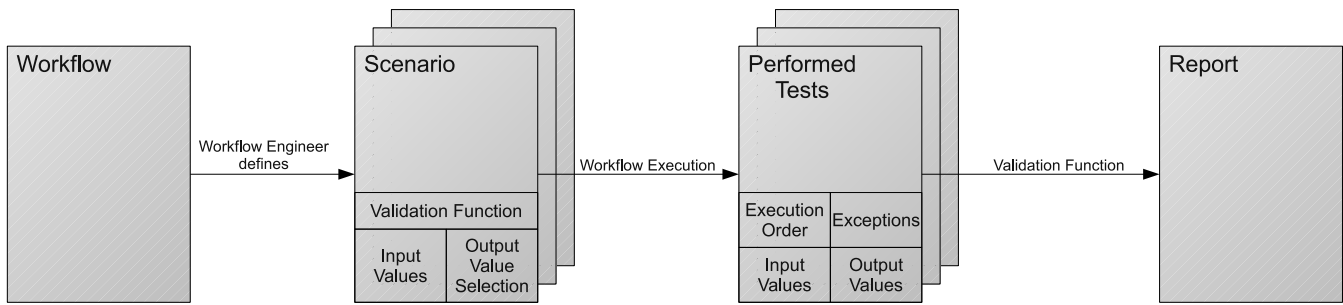 Workflow
Workflow Engineer
defines
Scenario
Validation Function
Input
Values
Output
Value
Selection
Workflow Execution
Performed
Tests
Execution
Order
Exceptions
Input
Values
Output
Values
Validation Function
Report